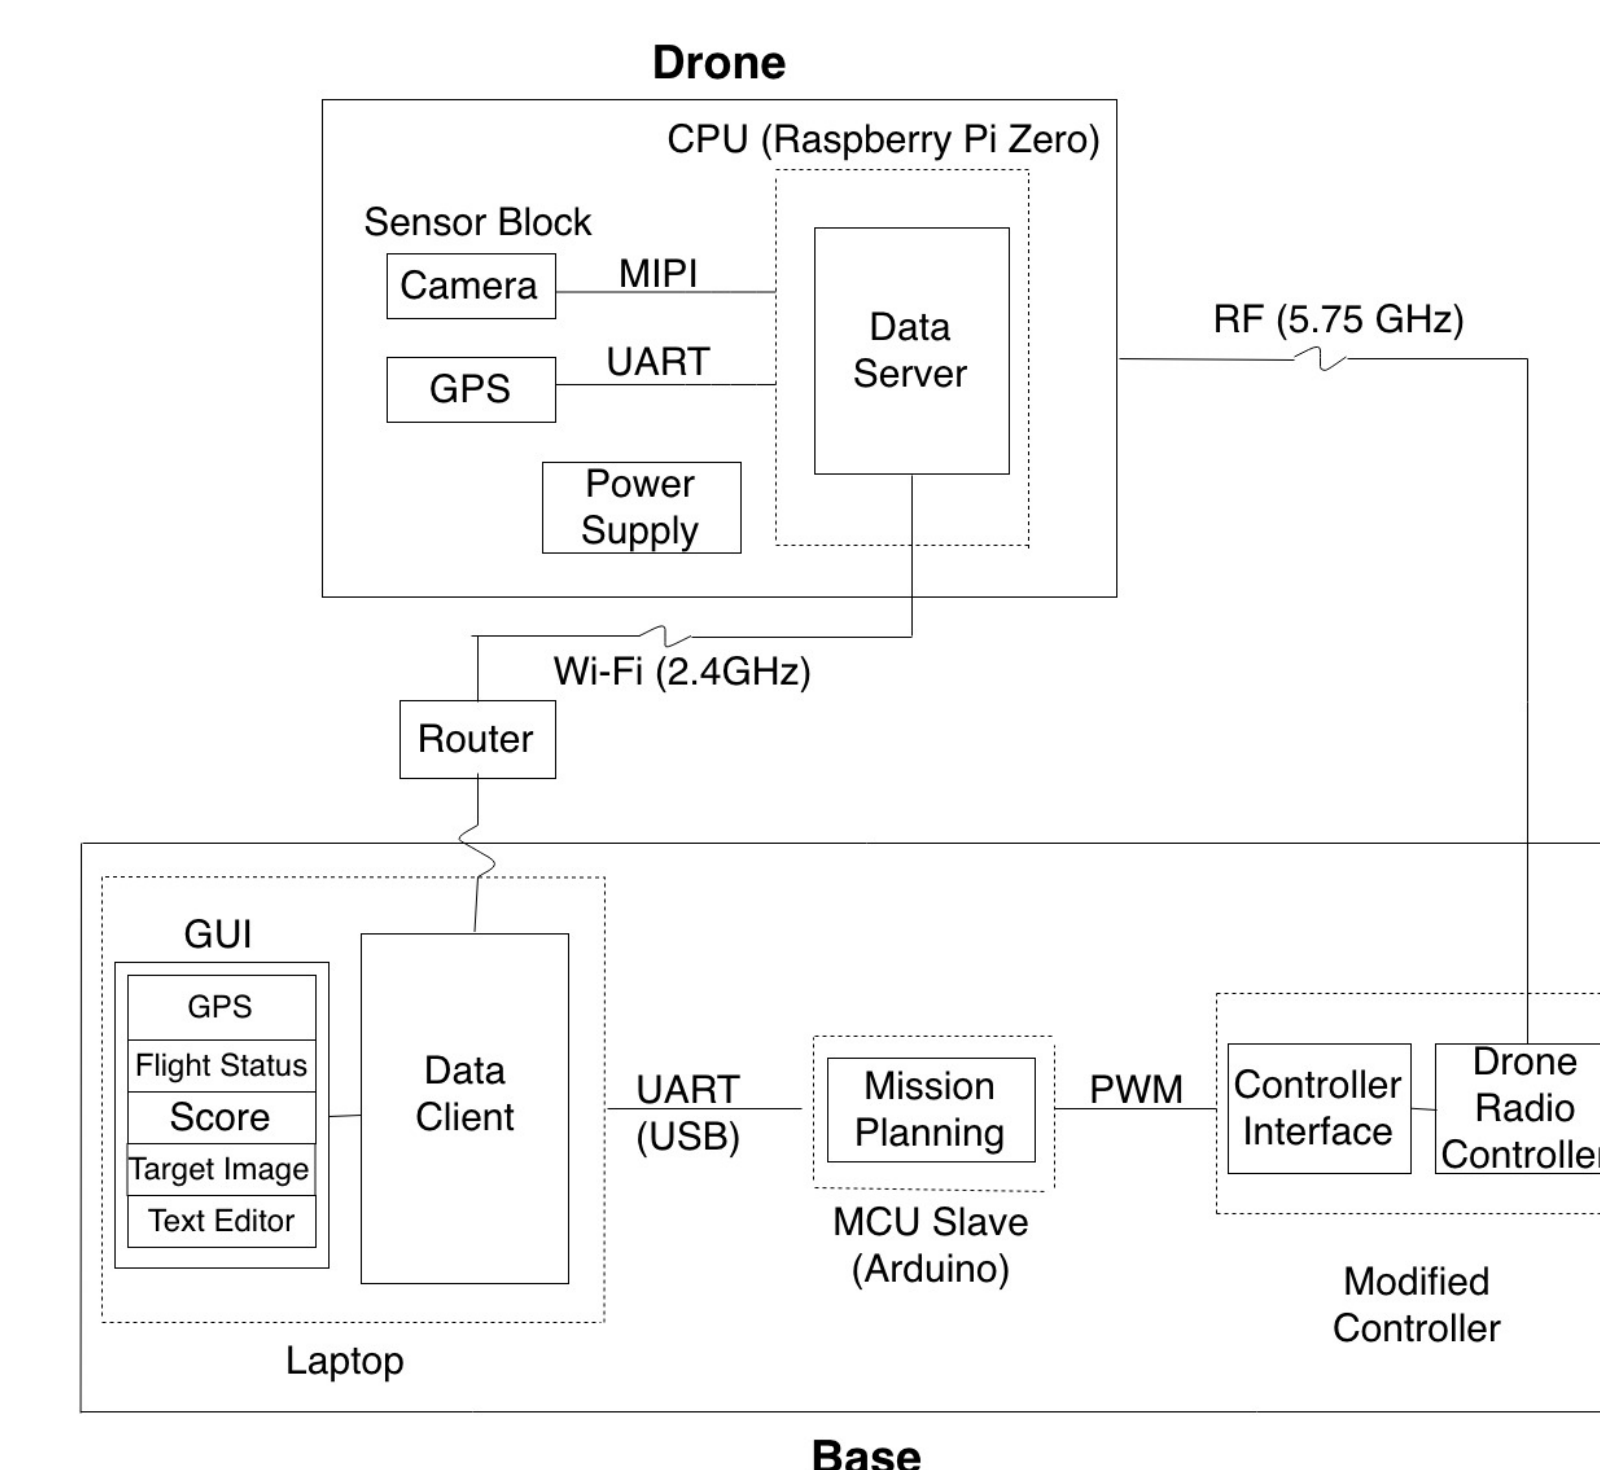 Drone
CPU (Raspberry Pi Zero)
Sensor Block
Camera
MIPI
GPS
UART
Data
Server
Power
Supply
RF (5.75 GHz)
Wi-Fi (2.4GHz)
Router
GUI
GPS
Flight Status
Score
Target Image
Text Editor
Data
Client
Laptop
UART
(USB)
Mission
Planning
MCU Slave
(Arduino)
PWM
Controller
Interface
Drone
Radio
Controller
Modified
Controller
Base